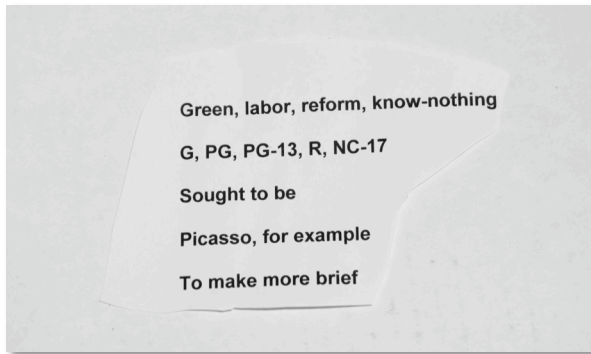 Green, labor, reform, know-nothing
G, PG, PG-13, R, NC-17
Sought to be
Picasso, for example
To make more brief